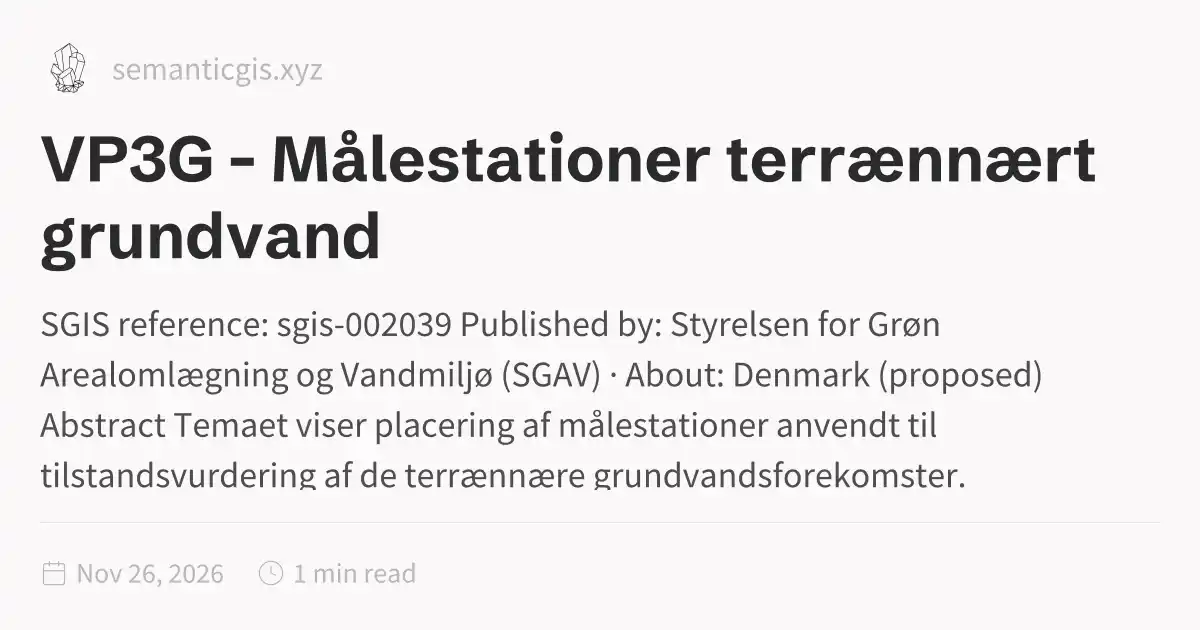 semanticgis.xyz
VP3G - Målestationer terrænnært
grundvand
SGIS reference: sgis-002039 Published by: Styrelsen for Grøn
Arealomlægning og Vandmiljø (SGAV) · About: Denmark (proposed)
Abstract Temaet viser placering af målestationer anvendt til
tilstandsvurdering af de terrænnære grundvandsforekomster.
Nov 26, 2026 1 min read